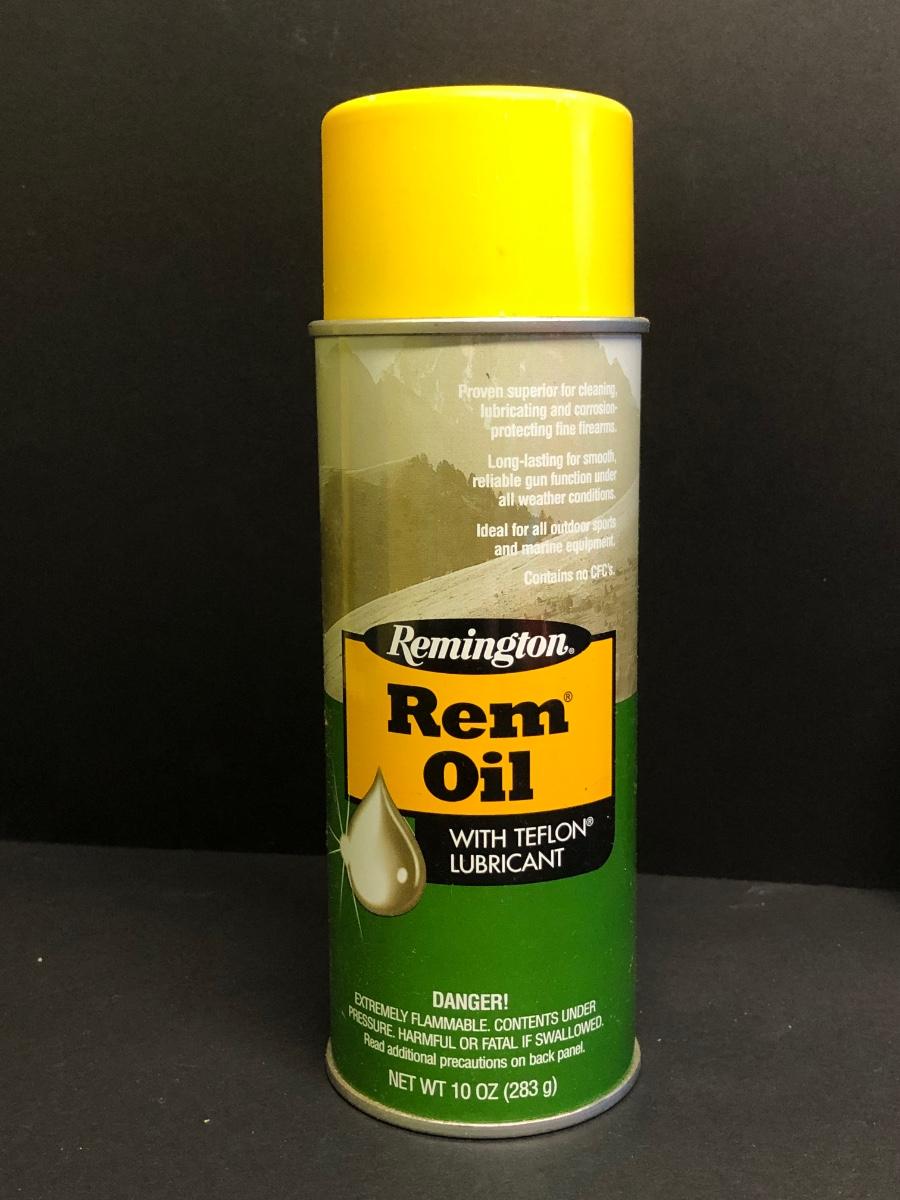 Proven superior for cleaning,
lubricating and corrosion-
protecting fine firearms.
Long-lasting for smooth,
reliable gun function under
all weather conditions.
Ideal for all outdoor sports
and marine equipment.
Contains no CFC's.
Remington®
Rem®
Oil
WITH TEFLON®
LUBRICANT
DANGER!
EXTREMELY FLAMMABLE. CONTENTS UNDER
PRESSURE. HARMFUL OR FATAL IF SWALLOWED.
Read additional precautions on back panel.
NET WT 10 OZ (283 g)